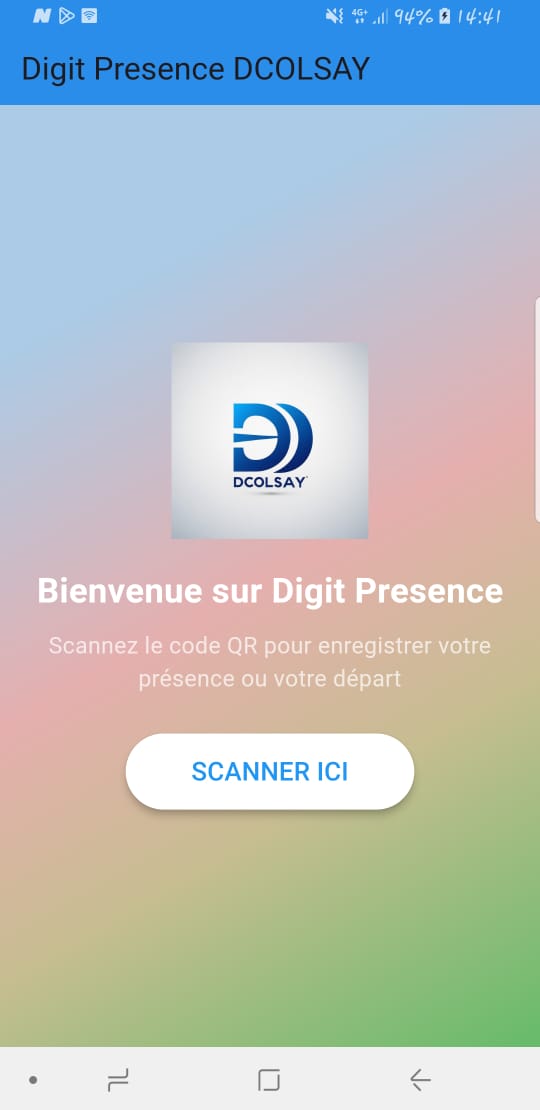 4G+ 94% 14:41
Digit Presence DCOLSAY
DCOLSAY
Bienvenue sur Digit Presence
Scannez le code QR pour enregistrer votre
présence ou votre départ
SCANNER ICI